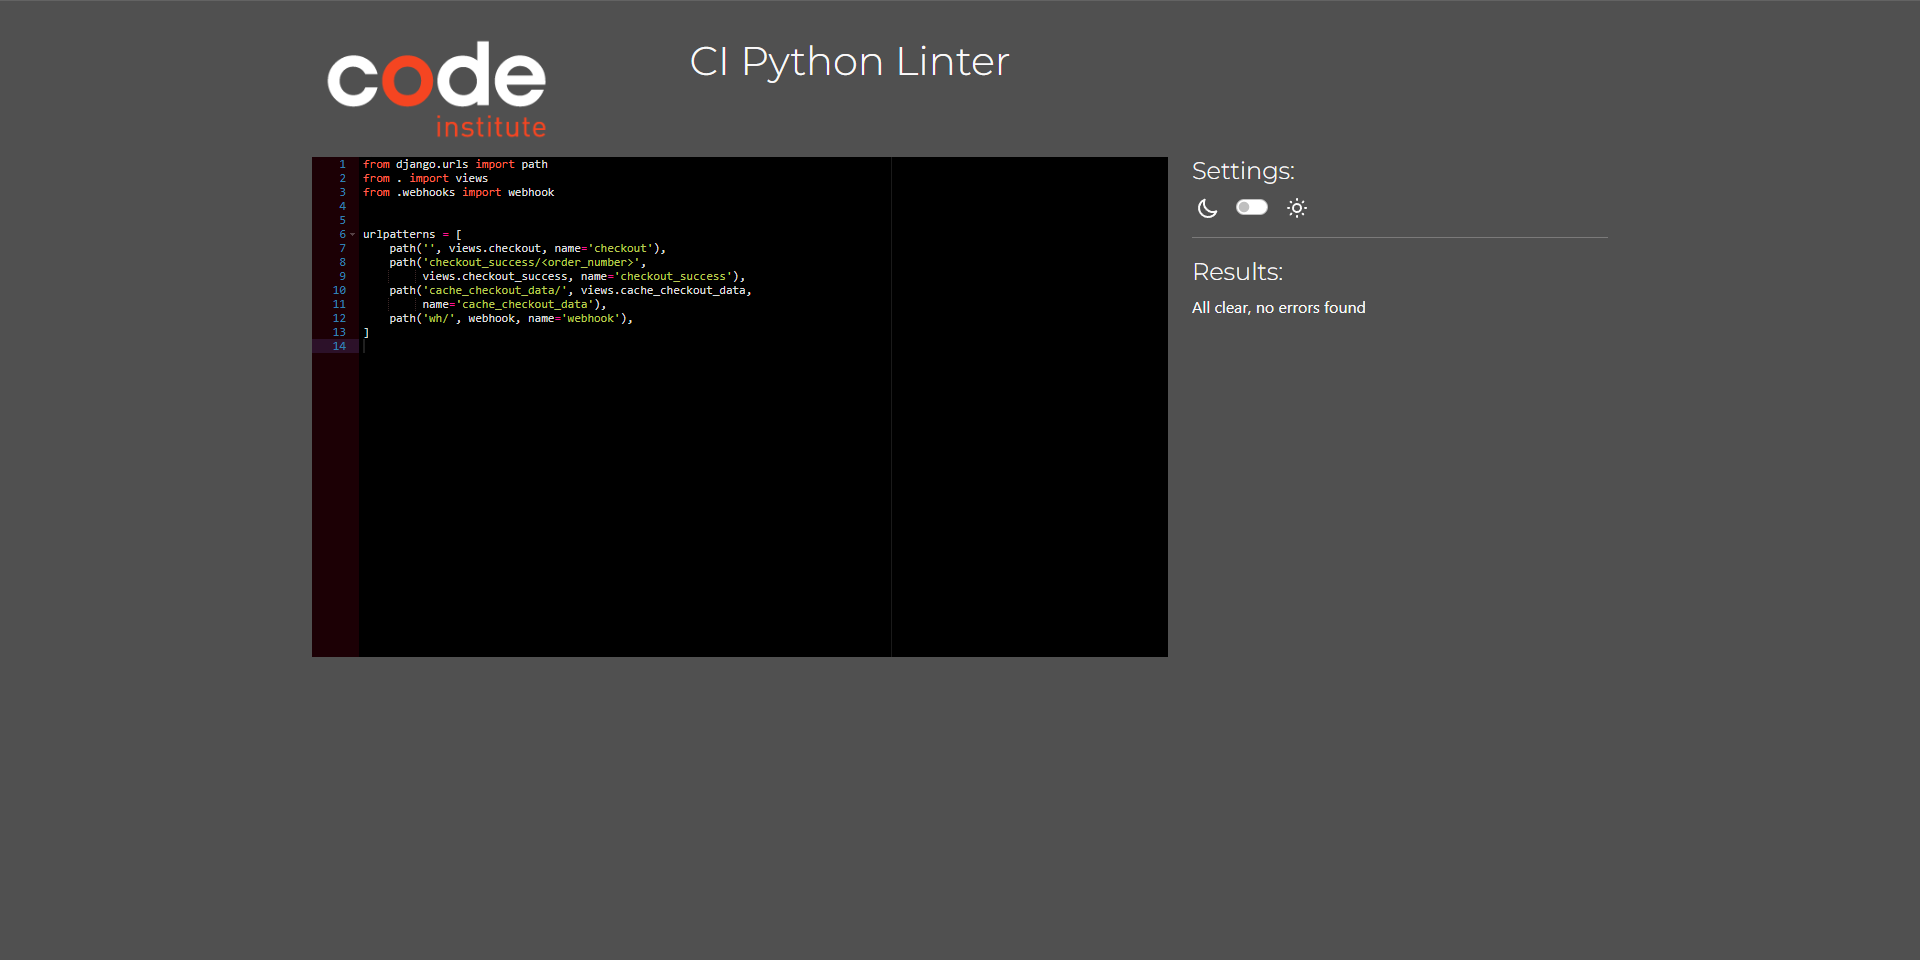 code
institute
CI Python Linter
1 from django.urls import path
2 from . import views
3 from .webhooks import webhook
4
5
6 urlpatterns = [
7     path('', views.checkout, name='checkout'),
8     path('checkout_success/<order_number>',
9          views.checkout_success, name='checkout_success'),
10     path('cache_checkout_data/', views.cache_checkout_data,
11          name='cache_checkout_data'),
12     path('wh/', webhook, name='webhook'),
13 ]
14
Settings:
Results:
All clear, no errors found